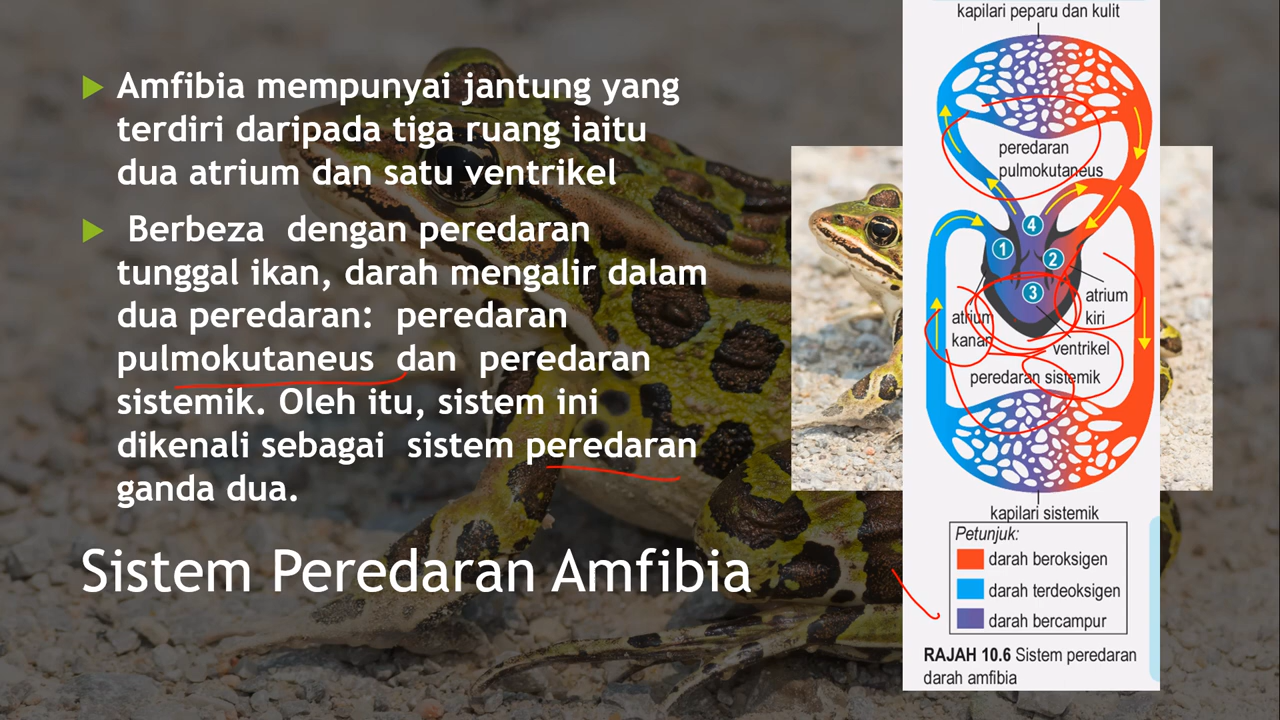 Amfibia mempunyai jantung yang
terdiri daripada tiga ruang iaitu
dua atrium dan satu ventrikel
Berbeza dengan peredaran
tunggal ikan, darah mengalir dalam
dua peredaran: peredaran
pulmokutaneus dan peredaran
sistemik. Oleh itu, sistem ini
dikenali sebagai sistem peredaran
ganda dua.
Sistem Peredaran Amfibia
kapilari peparu dan kulit
peredaran
pulmokutaneus
4
1
2
3
atrium
kiri
atrium
kanan
ventrikel
peredaran sistemik
kapilari sistemik
Petunjuk:
darah beroksigen
darah terdeoksigen
darah bercampur
RAJAH 10.6 Sistem peredaran
darah amfibia